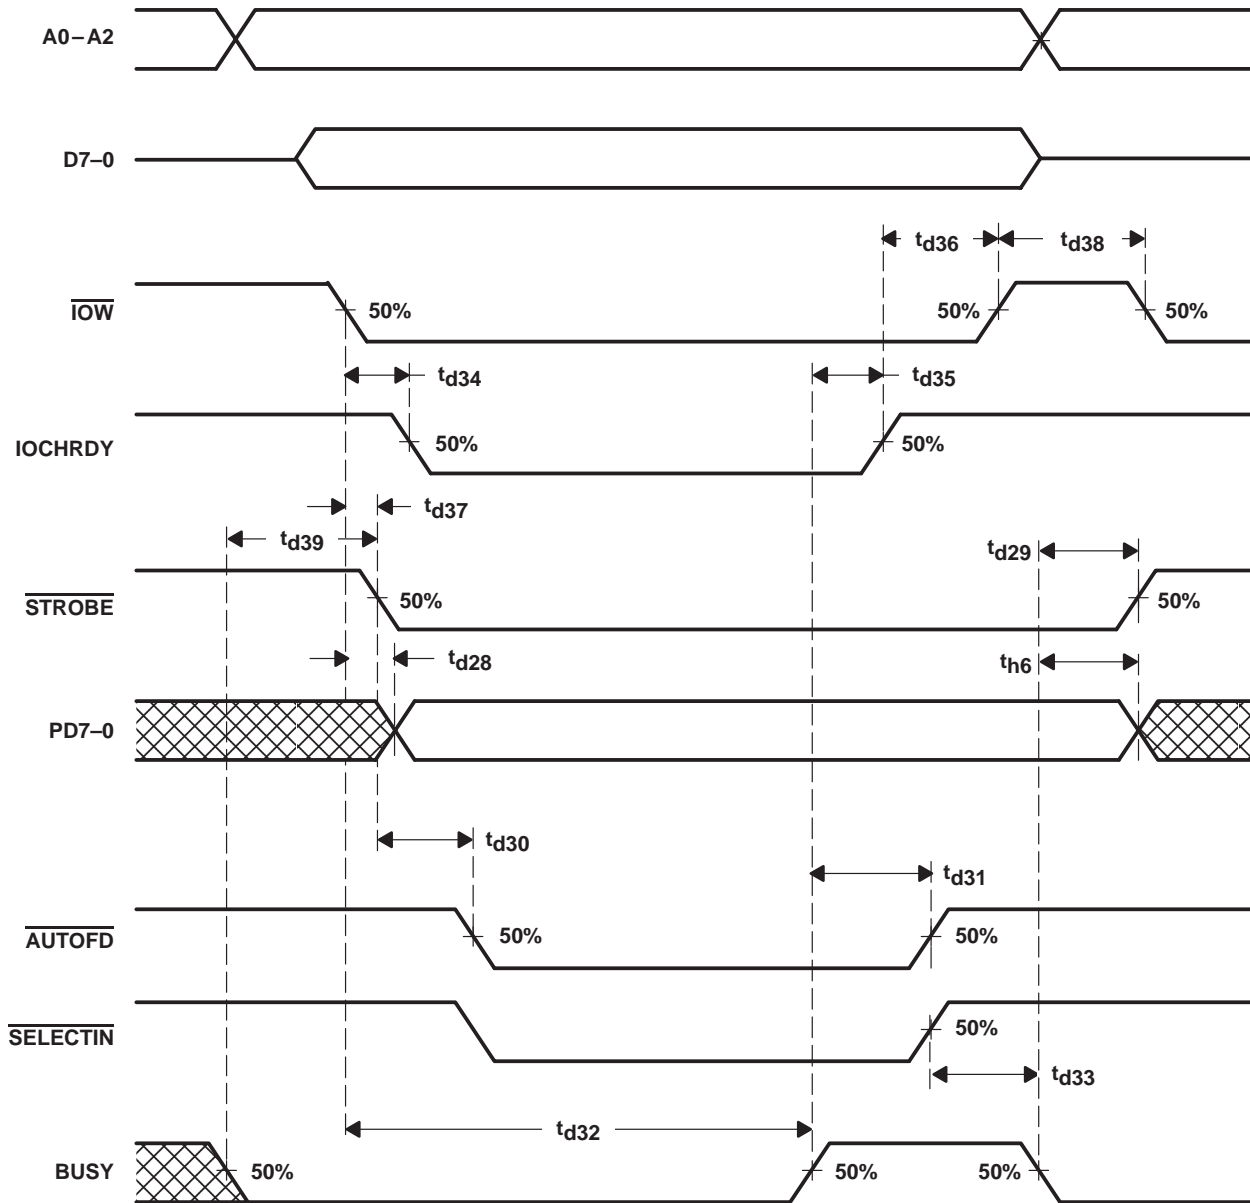 A0–A2
D7–0
td36
td38
IOW
50%
50%
50%
td34
td35
IOCHRDY
50%
50%
td37
td39
td29
STROBE
50%
50%
td28
th6
PD7–0
td30
td31
AUTOFD
50%
50%
SELECTIN
50%
td33
td32
BUSY
50%
50%
50%